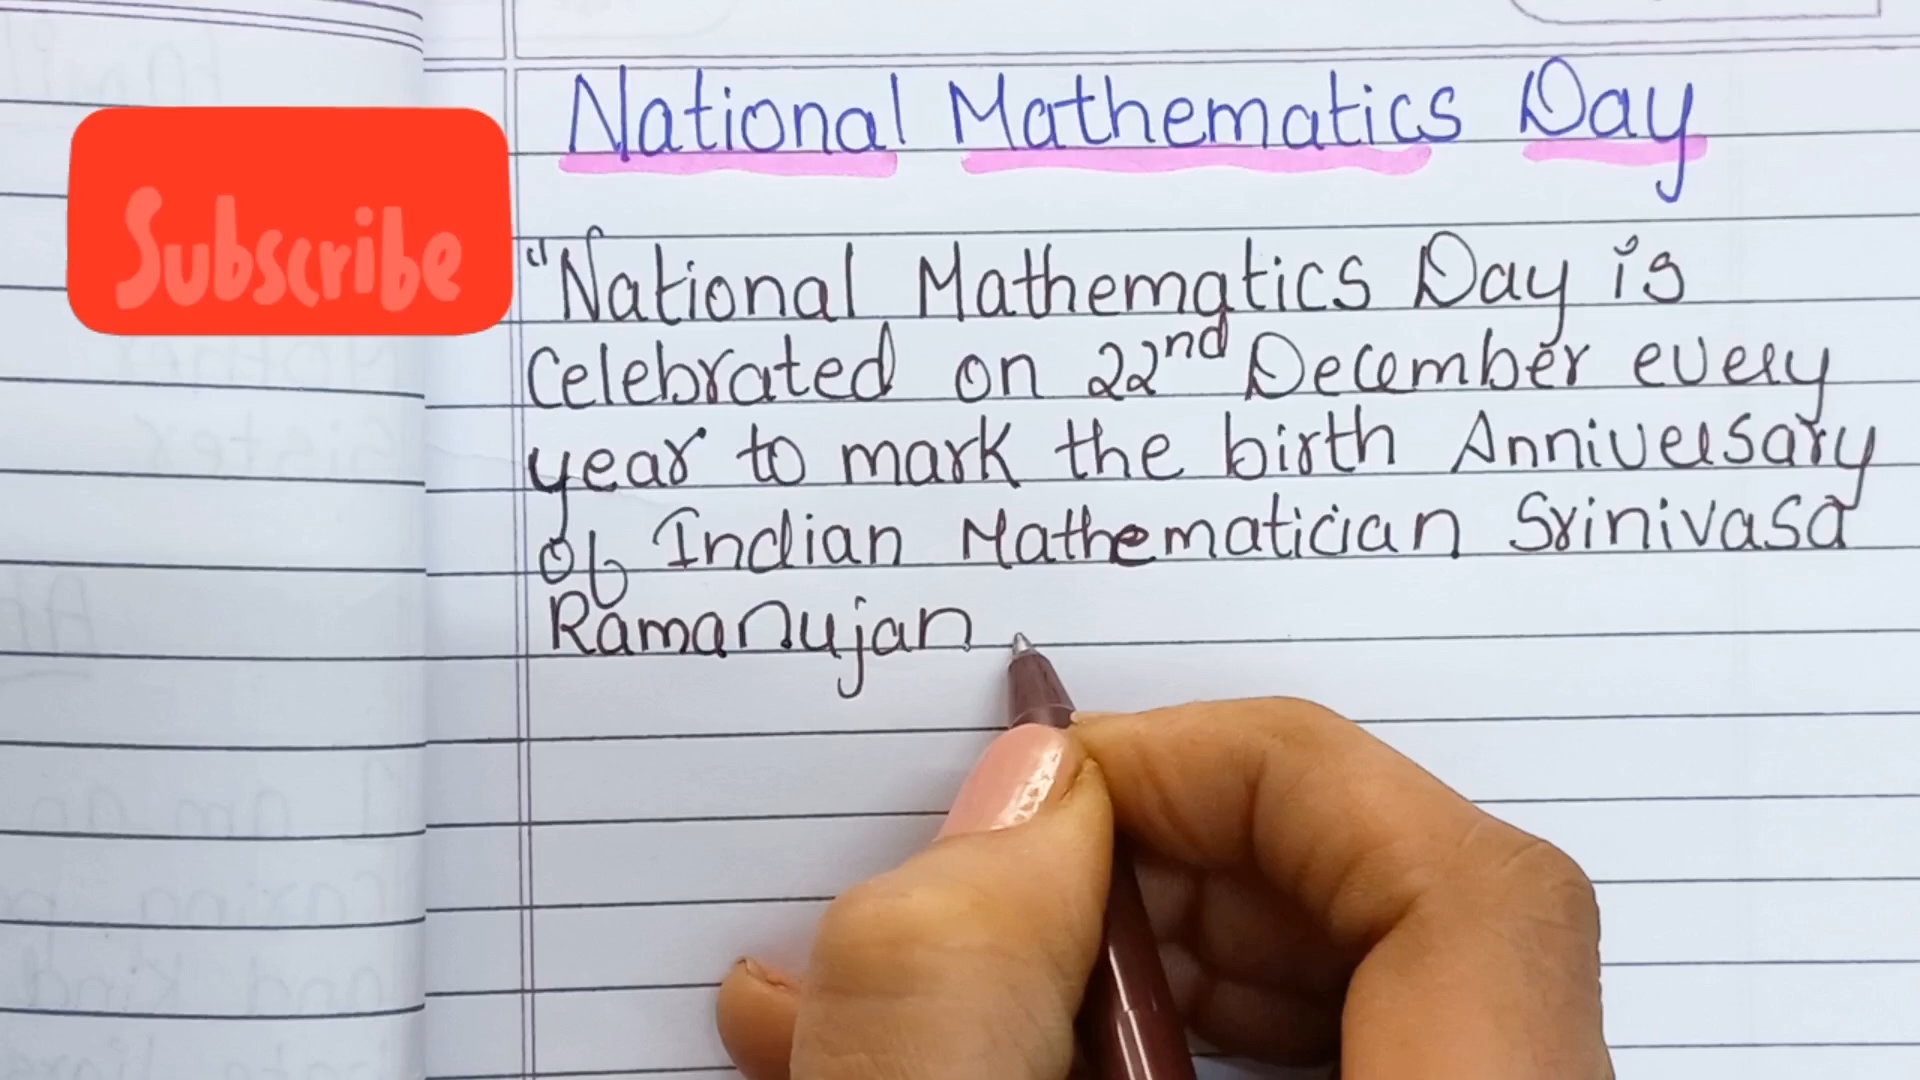 National Mathematics Day
Subscribe
"National Mathematics Day is
Celebrated on 22nd December every
year to mark the birth Anniversary
of Indian Mathematician Srinivasa
Ramanujan